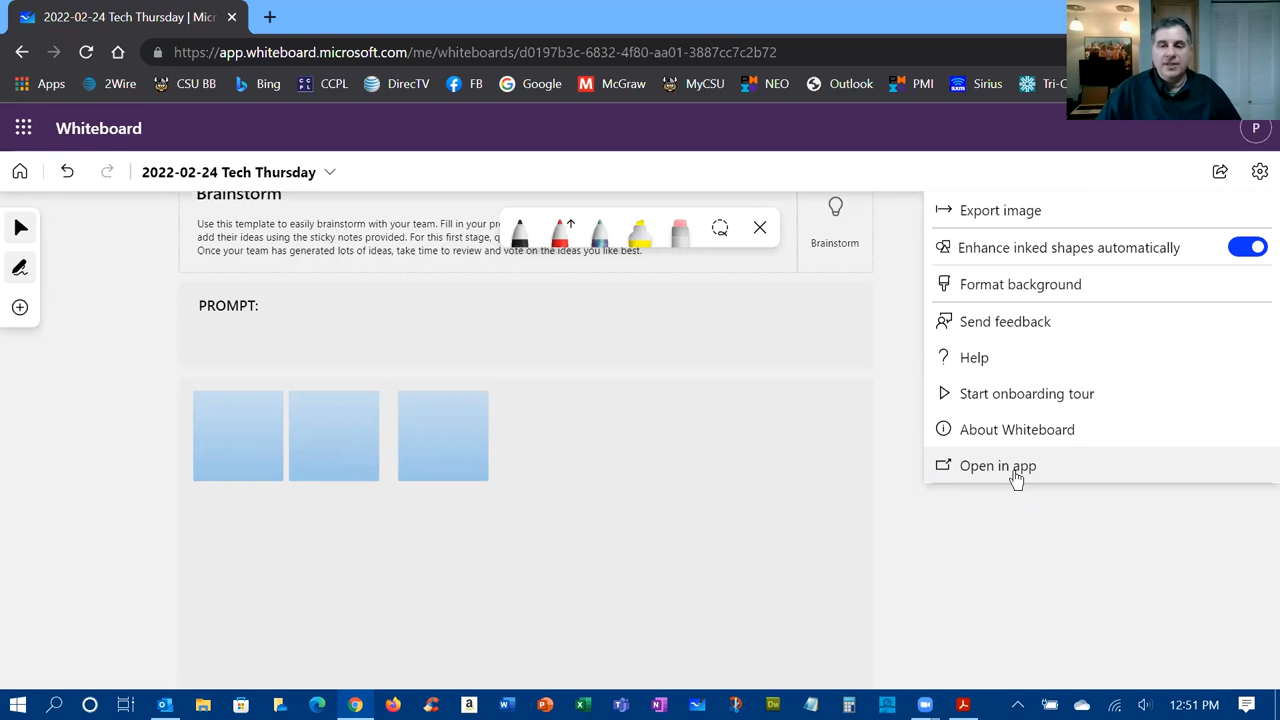 2022-02-24 Tech Thursday | Micr
https://app.whiteboard.microsoft.com/me/whiteboards/d0197b3c-6832-4f80-aa01-3887cc7c2b72
Apps 2Wire CSU BB Bing CCPL DirecTV FB Google McGraw MyCSU NEO Outlook PMI Sirius Tri-C
Whiteboard
P
2022-02-24 Tech Thursday
Brainstorm
Use this template to easily brainstorm with your team. Fill in your pr
add their ideas using the sticky notes provided. For this first stage, q
Once your team has generated lots of ideas, take time to review and vote on the ideas you like best.
Brainstorm
PROMPT:
Export image
Enhance inked shapes automatically
Format background
Send feedback
Help
Start onboarding tour
About Whiteboard
Open in app
12:51 PM